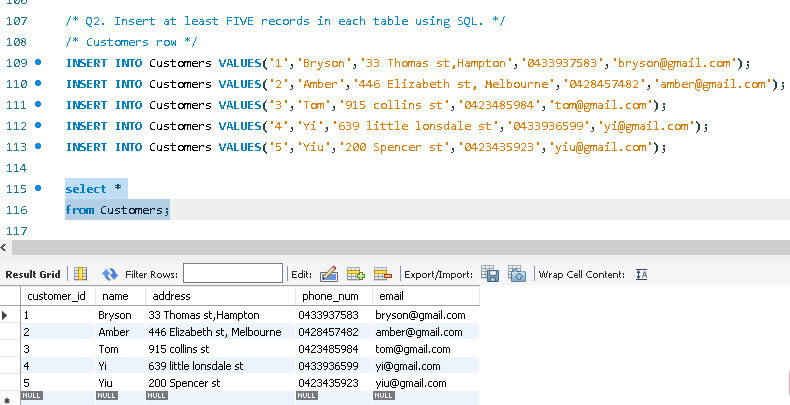 107 /* Q2. Insert at least FIVE records in each table using SQL. */
108 /* Customers row */
109 INSERT INTO Customers VALUES('1','Bryson','33 Thomas st,Hampton','0433937583','bryson@gmail.com');
110 INSERT INTO Customers VALUES('2','Amber','446 Elizabeth st, Melbourne','0428457482','amber@gmail.com');
111 INSERT INTO Customers VALUES('3','Tom','915 collins st','0423485984','tom@gmail.com');
112 INSERT INTO Customers VALUES('4','Yi','639 little lonsdale st','0433936599','yi@gmail.com');
113 INSERT INTO Customers VALUES('5','Yiu','200 Spencer st','0423435923','yiu@gmail.com');
114
115 select *
116 from Customers;
117
Result Grid Filter Rows: Edit: Export/Import: Wrap Cell Content: IA
customer_id name address phone_num email
1 Bryson 33 Thomas st,Hampton 0433937583 bryson@gmail.com
2 Amber 446 Elizabeth st, Melbourne 0428457482 amber@gmail.com
3 Tom 915 collins st 0423485984 tom@gmail.com
4 Yi 639 little lonsdale st 0433936599 yi@gmail.com
5 Yiu 200 Spencer st 0423435923 yiu@gmail.com
NULL NULL NULL NULL NULL